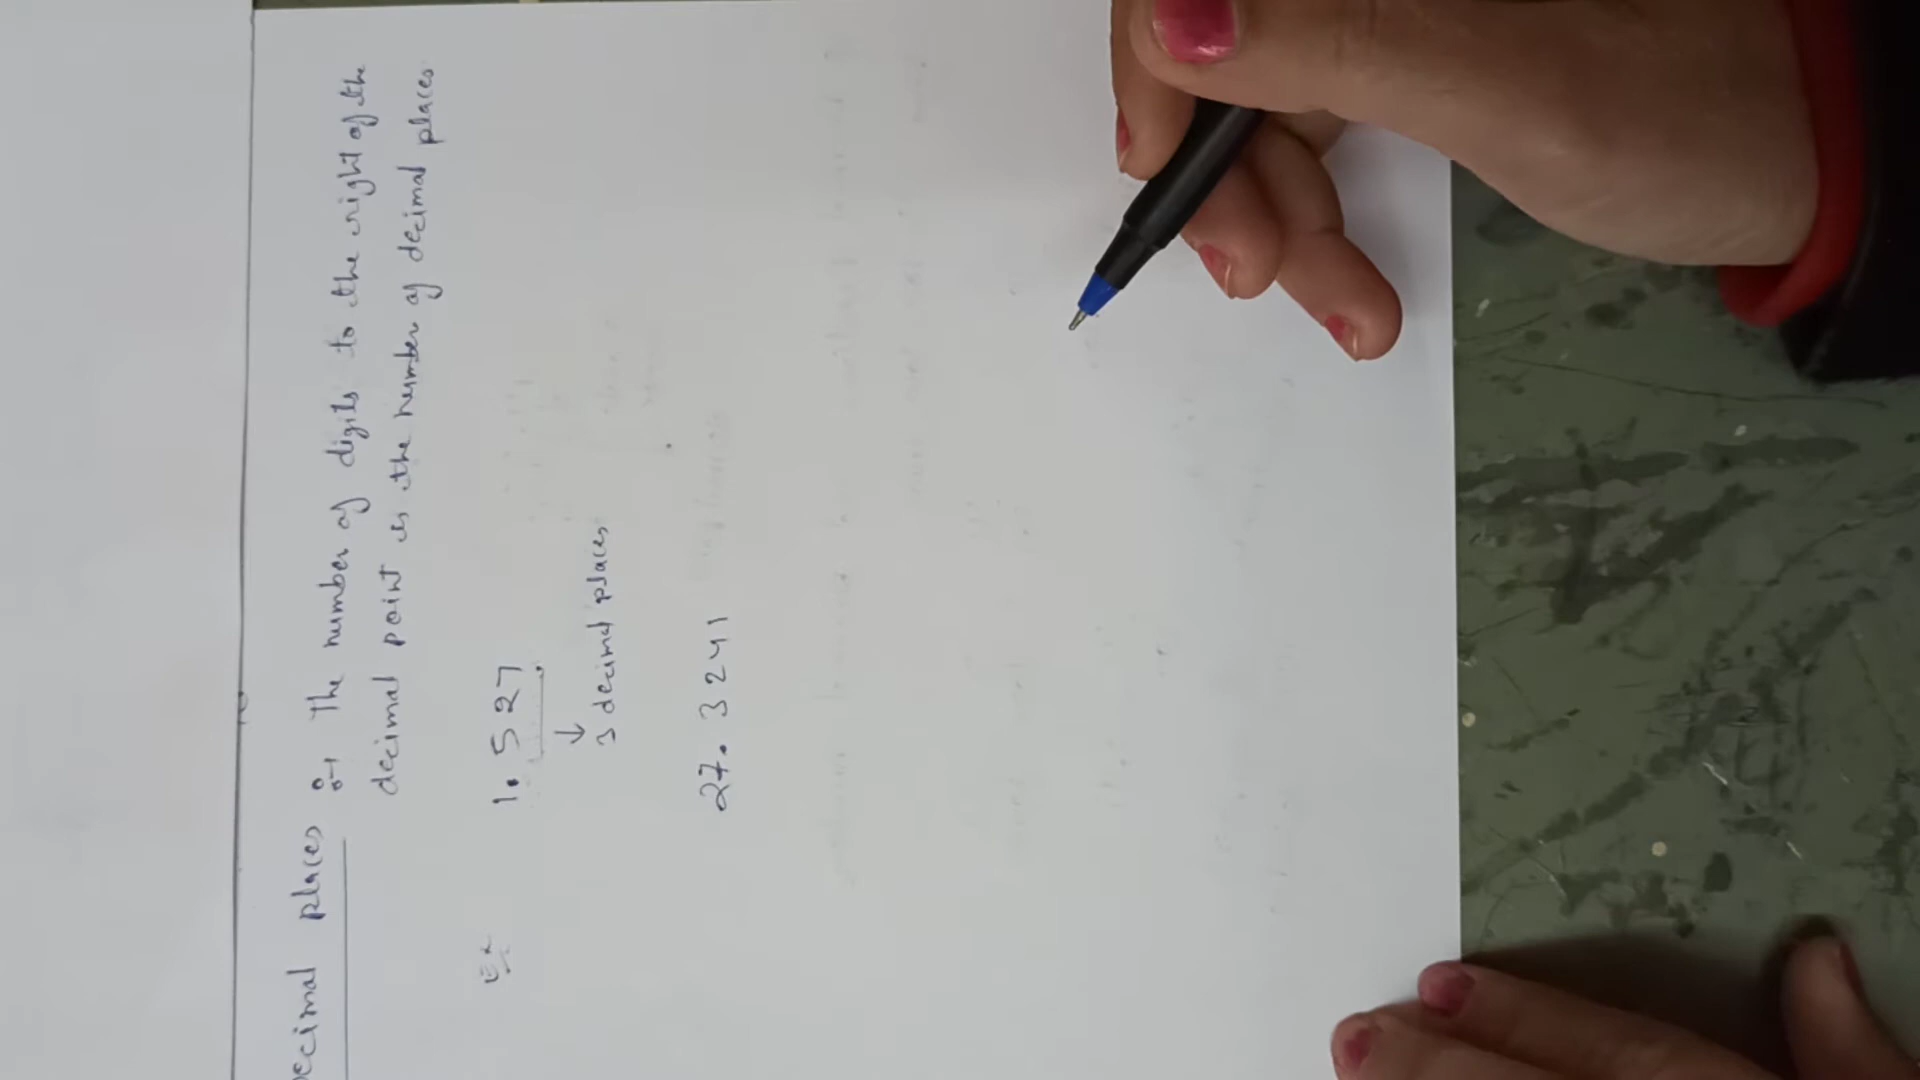 Decimal places :- The number of digits to the right of the
decimal point is the number of decimal places
Ex 1.527
↓
3 decimal places
27.3241